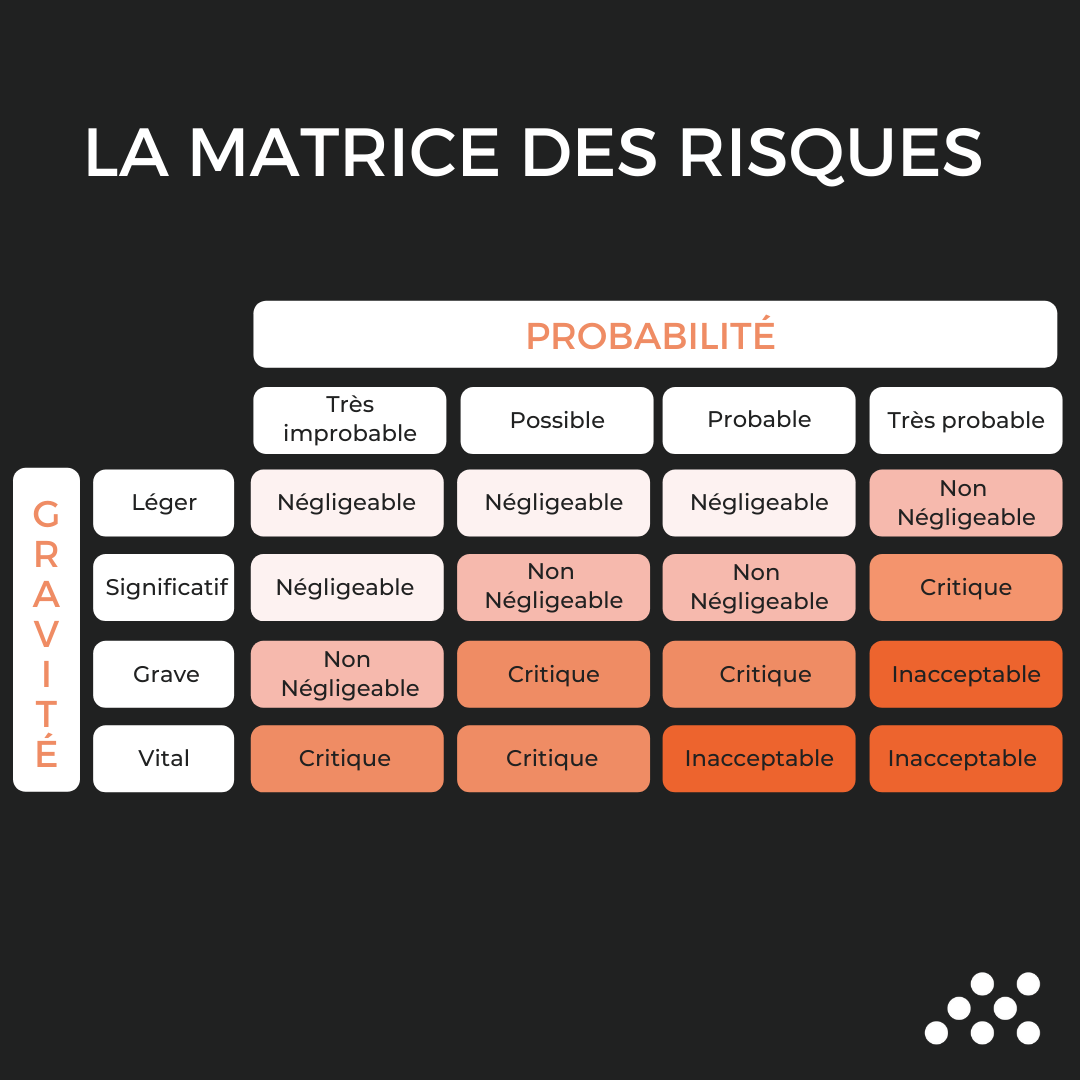 LA MATRICE DES RISQUES
PROBABILITÉ
Très
improbable
Possible
Probable
Très probable
GRAVITÉ
Léger
Négligeable
Négligeable
Négligeable
Non
Négligeable
Significatif
Négligeable
Non
Négligeable
Non
Négligeable
Critique
Grave
Non
Négligeable
Critique
Critique
Inacceptable
Vital
Critique
Critique
Inacceptable
Inacceptable